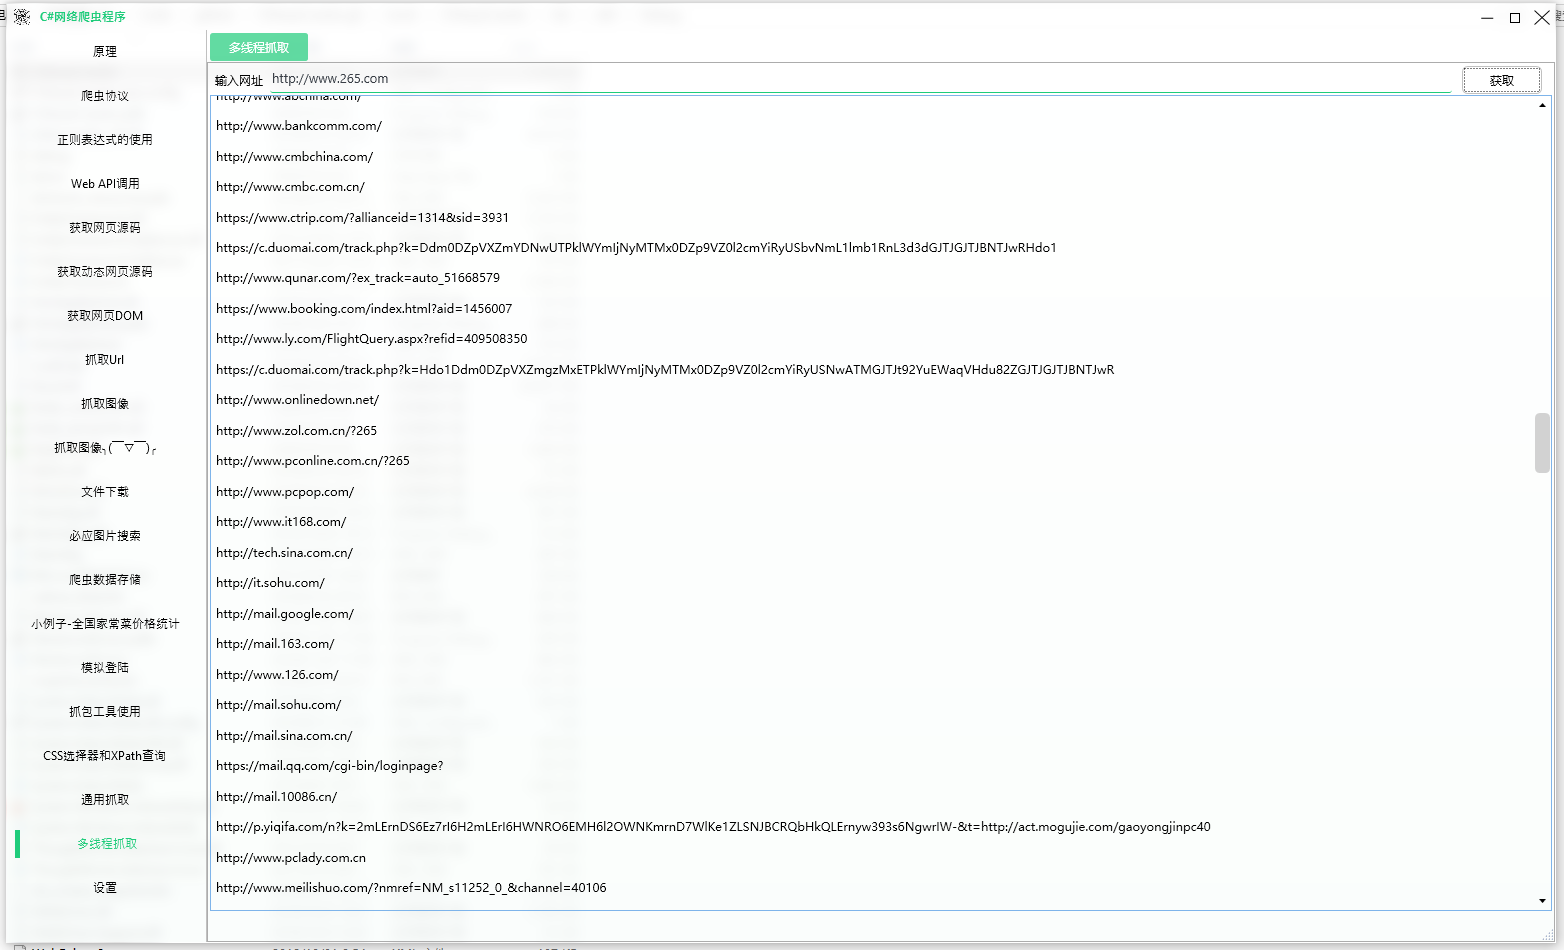 C#网络爬虫程序
原理
爬虫协议
正则表达式的使用
Web API调用
获取网页源码
获取动态网页源码
获取网页DOM
抓取Url
抓取图像
抓取图像╮(￣▽￣)╭
文件下载
必应图片搜索
爬虫数据存储
小例子-全国家常菜价格统计
模拟登陆
抓包工具使用
CSS选择器和XPath查询
通用抓取
多线程抓取
设置
多线程抓取
输入网址 http://www.265.com 获取
http://www.abchina.com/
http://www.bankcomm.com/
http://www.cmbchina.com/
http://www.cmbc.com.cn/
https://www.ctrip.com/?allianceid=1314&sid=3931
https://c.duomai.com/track.php?k=Ddm0DZpVXZmYDNwUTPklWYmIjNyMTMx0DZp9VZ0l2cmYiRyUSbvNmL1lmb1RnL3d3dGJTJGJTJBNTJwRHdo1
http://www.qunar.com/?ex_track=auto_51668579
https://www.booking.com/index.html?aid=1456007
http://www.ly.com/FlightQuery.aspx?refid=409508350
https://c.duomai.com/track.php?k=Hdo1Ddm0DZpVXZmgzMxETPklWYmIjNyMTMx0DZp9VZ0l2cmYiRyUSNwATMGJTJt92YuEWaqVHdu82ZGJTJGJTJBNTJwR
http://www.onlinedown.net/
http://www.zol.com.cn/?265
http://www.pconline.com.cn/?265
http://www.pcpop.com/
http://www.it168.com/
http://tech.sina.com.cn/
http://it.sohu.com/
http://mail.google.com/
http://mail.163.com/
http://www.126.com/
http://mail.sohu.com/
http://mail.sina.com.cn/
https://mail.qq.com/cgi-bin/loginpage?
http://mail.10086.cn/
http://p.yiqifa.com/n?k=2mLErnDS6Ez7rI6H2mLErI6HWNRO6EMH6l2OWNKmrnD7WlKe1ZLSNJBCRQbHkQLErnyw393s6NgwrIW-&t=http://act.mogujie.com/gaoyongjinpc40
http://www.pclady.com.cn
http://www.meilishuo.com/?nmref=NM_s11252_0_&channel=40106